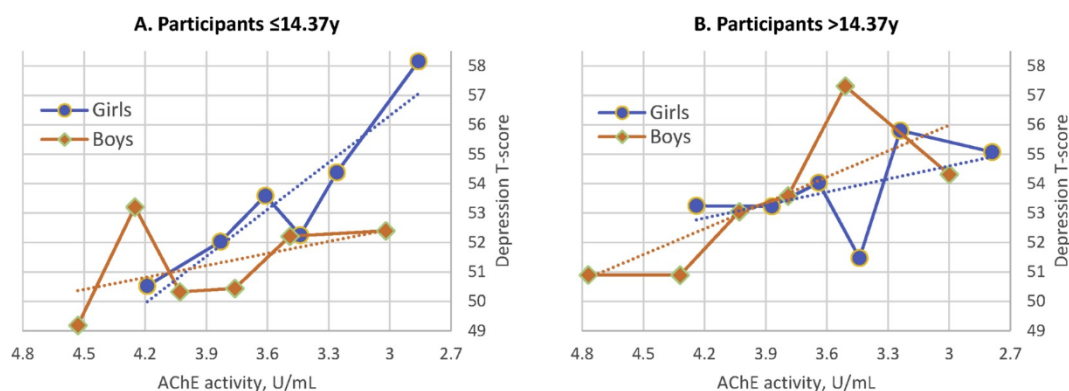 A. Participants ≤14.37y
Girls
Boys
58
57
56
55
54
53
52
51
50
49
Depression T-score
4.8 4.5 4.2 3.9 3.6 3.3 3 2.7
AChE activity, U/mL
B. Participants >14.37y
Girls
Boys
58
57
56
55
54
53
52
51
50
49
Depression T-score
4.8 4.5 4.2 3.9 3.6 3.3 3 2.7
AChE activity, U/mL